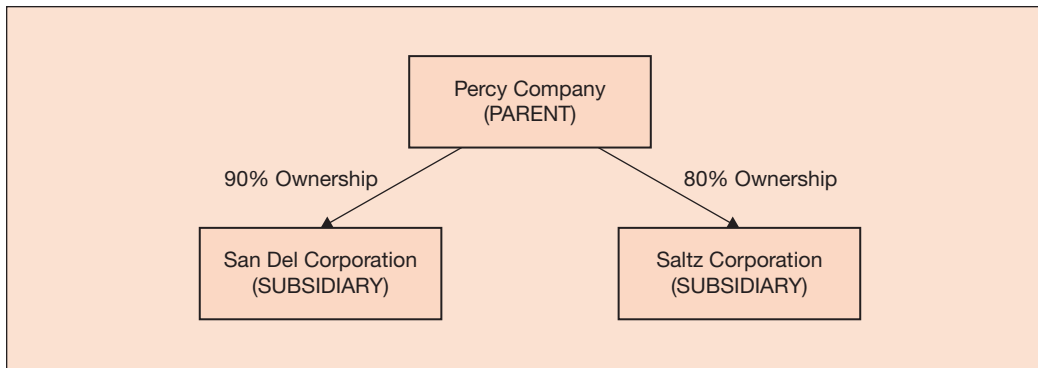 Percy Company
(PARENT)
90% Ownership
80% Ownership
San Del Corporation
(SUBSIDIARY)
Saltz Corporation
(SUBSIDIARY)